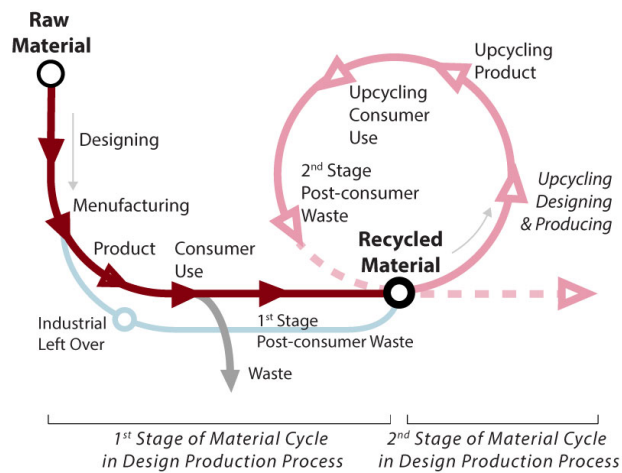 Raw
Material
Designing
Menufacturing
Product
Consumer
Use
Industrial
Left Over
1st Stage
Post-consumer Waste
Waste
Recycled
Material
Upcycling
Designing
& Producing
Upcycling
Product
Upcycling
Consumer
Use
2nd Stage
Post-consumer
Waste
1st Stage of Material Cycle
in Design Production Process
2nd Stage of Material Cycle
in Design Production Process